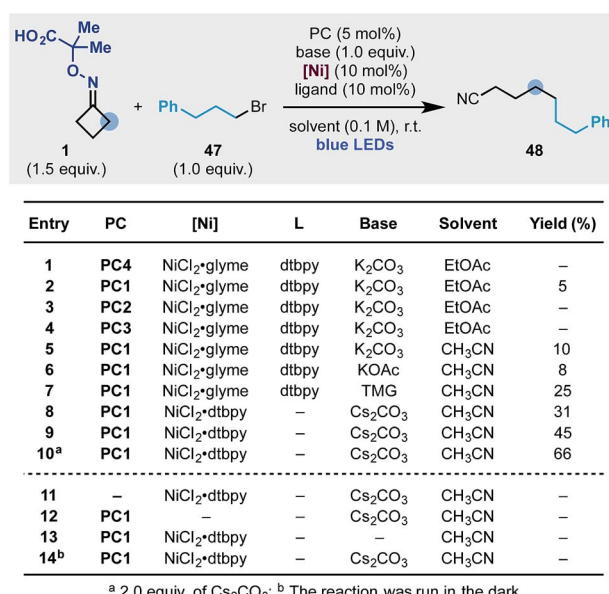 HO₂C Me
Me
O
N
+ Ph Br
PC (5 mol%)
base (1.0 equiv.)
[Ni] (10 mol%)
ligand (10 mol%)
solvent (0.1 M), r.t.
blue LEDs
NC Ph
1 47 48
(1.5 equiv.) (1.0 equiv.)
Entry PC [Ni] L Base Solvent Yield (%)
1 PC4 NiCl₂•glyme dtbpy K₂CO₃ EtOAc –
2 PC1 NiCl₂•glyme dtbpy K₂CO₃ EtOAc 5
3 PC2 NiCl₂•glyme dtbpy K₂CO₃ EtOAc –
4 PC3 NiCl₂•glyme dtbpy K₂CO₃ EtOAc –
5 PC1 NiCl₂•glyme dtbpy K₂CO₃ CH₃CN 10
6 PC1 NiCl₂•glyme dtbpy KOAc CH₃CN 8
7 PC1 NiCl₂•glyme dtbpy TMG CH₃CN 25
8 PC1 NiCl₂•dtbpy – Cs₂CO₃ CH₃CN 31
9 PC1 NiCl₂•dtbpy – Cs₂CO₃ CH₃CN 45
10ᵃ PC1 NiCl₂•dtbpy – Cs₂CO₃ CH₃CN 66
11 – NiCl₂•dtbpy – Cs₂CO₃ CH₃CN –
12 PC1 – – Cs₂CO₃ CH₃CN –
13 PC1 NiCl₂•dtbpy – – CH₃CN –
14ᵇ PC1 NiCl₂•dtbpy – Cs₂CO₃ CH₃CN –
ᵃ 2.0 equiv. of Cs₂CO₃; ᵇ The reaction was run in the dark